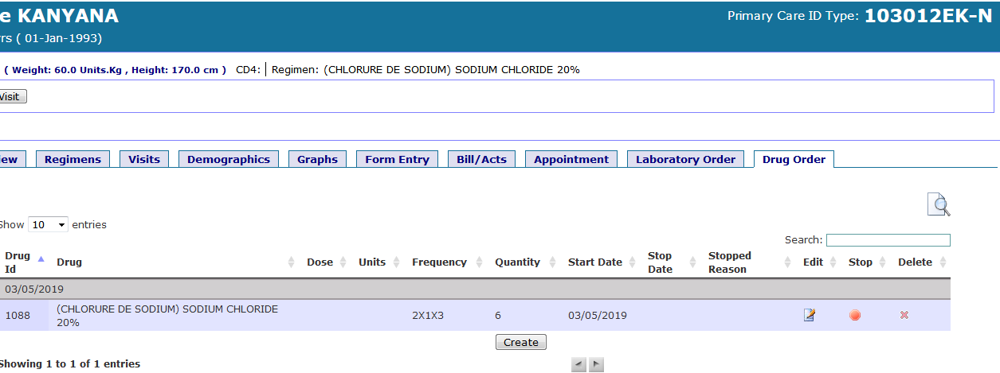 e KANYANA
Primary Care ID Type: 103012EK-N
rs ( 01-Jan-1993)
( Weight: 60.0 Units.Kg , Height: 170.0 cm ) CD4: Regimen: (CHLORURE DE SODIUM) SODIUM CHLORIDE 20%
Visit
ew Regimens Visits Demographics Graphs Form Entry Bill/Acts Appointment Laboratory Order Drug Order
Show 10 entries
Search:
Drug Id Drug Dose Units Frequency Quantity Start Date Stop Date Stopped Reason Edit Stop Delete
03/05/2019
1088 (CHLORURE DE SODIUM) SODIUM CHLORIDE 20% 2X1X3 6 03/05/2019
Create
Showing 1 to 1 of 1 entries